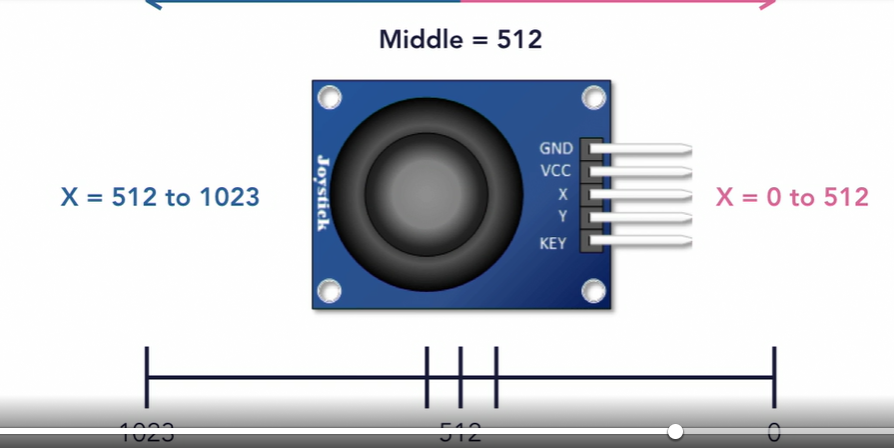 Middle = 512
Joystick
GND
VCC
X
Y
KEY
X = 512 to 1023
X = 0 to 512
1023
512
0